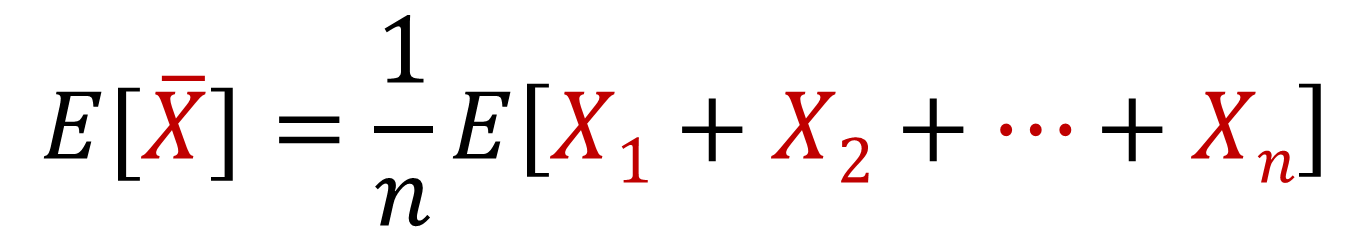 E[X̄] = 1/n E[X₁ + X₂ + ⋯ + Xₙ]